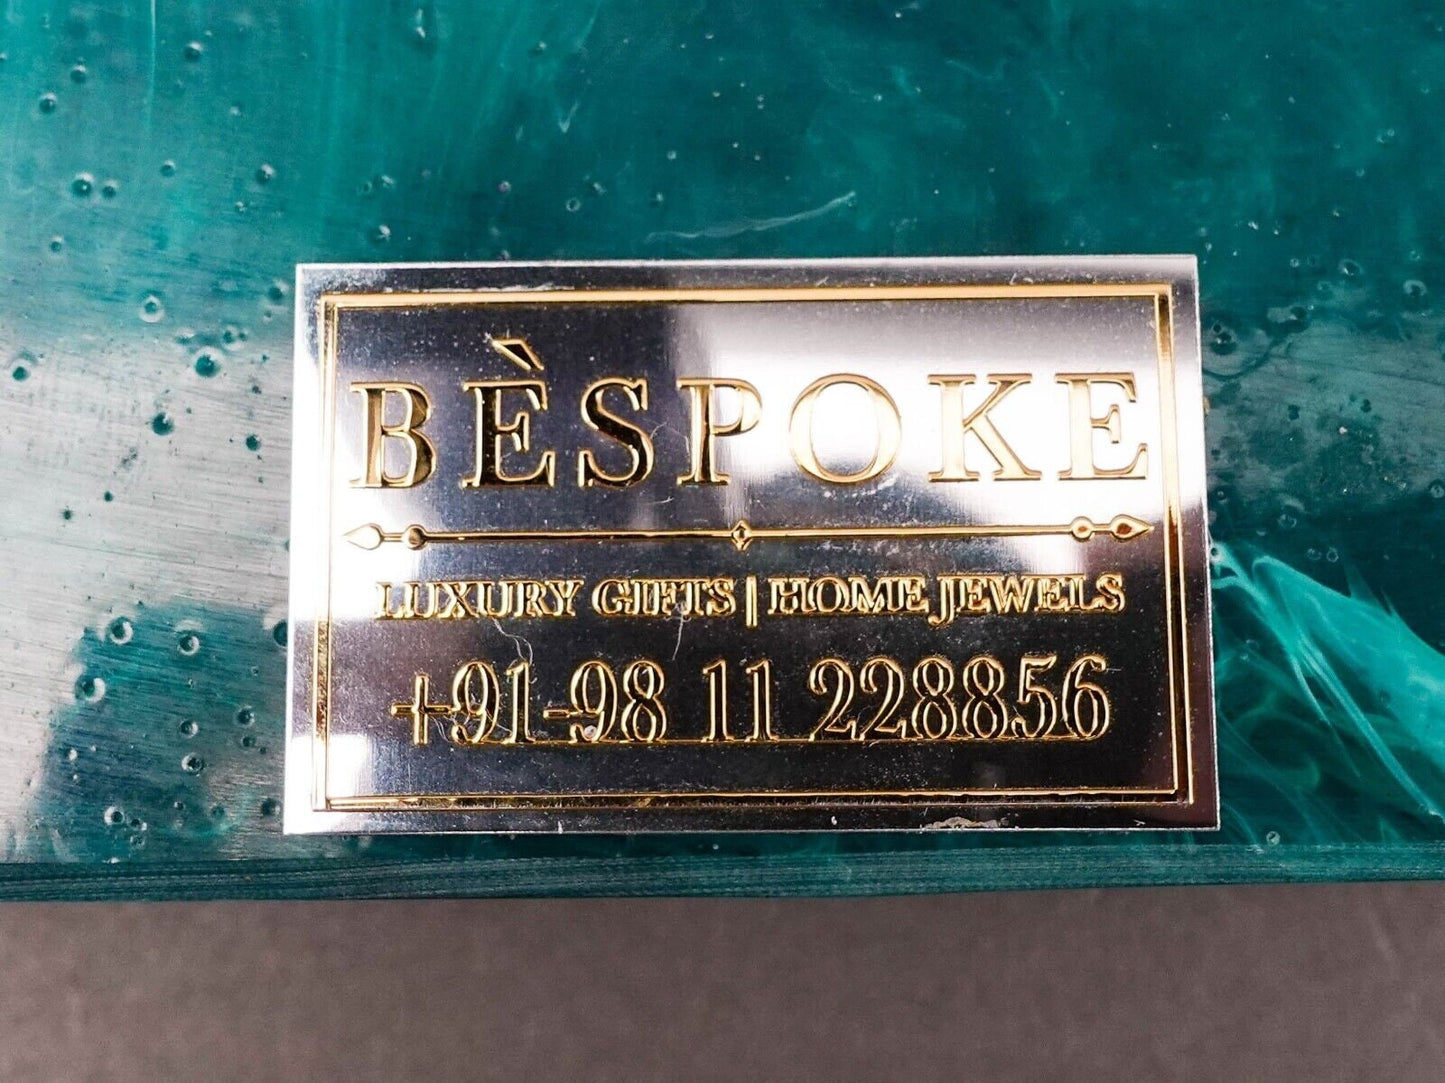 BÈSPOKE
LUXURY GIFTS | HOME JEWELS
+91-98 11 228856